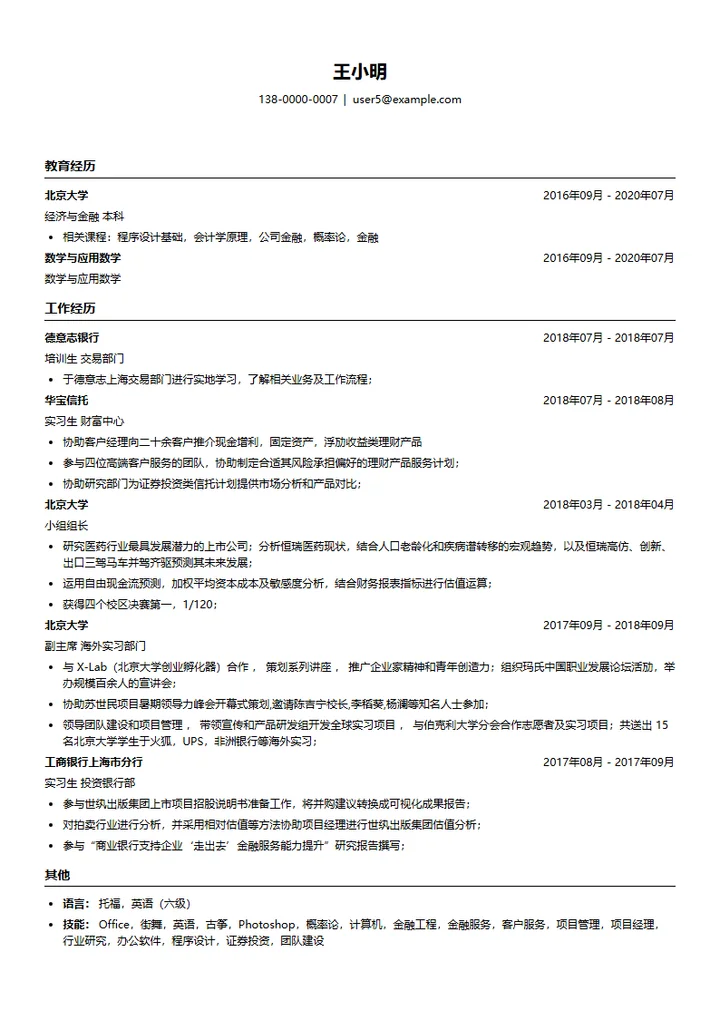 王小明
138-0000-0007 | user5@example.com
教育经历
北京大学 2016年09月 - 2020年07月
经济与金融 本科
• 相关课程：程序设计基础，会计学原理，公司金融，概率论，金融
数学与应用数学 2016年09月 - 2020年07月
数学与应用数学
工作经历
德意志银行 2018年07月 - 2018年07月
培训生 交易部门
• 于德意志上海交易部门进行实地学习，了解相关业务及工作流程；
华宝信托 2018年07月 - 2018年08月
实习生 财富中心
• 协助客户经理向二十余客户推介现金增利，固定资产，浮动收益类理财产品
• 参与四位高端客户服务的团队，协助制定合适其风险承担偏好的理财产品服务计划；
• 协助研究部门为证券投资类信托计划提供市场分析和产品对比；
北京大学 2018年03月 - 2018年04月
小组组长
• 研究医药行业最具发展潜力的上市公司；分析恒瑞医药现状，结合人口老龄化和疾病谱转移的宏观趋势，以及恒瑞高仿、创新、
出口三驾马车并驾齐驱预测其未来发展；
• 运用自由现金流预测，加权平均资本成本及敏感度分析，结合财务报表指标进行估值运算；
• 获得四个校区决赛第一，1/120；
北京大学 2017年09月 - 2018年09月
副主席 海外实习部门
• 与 X-Lab（北京大学创业孵化器）合作 ， 策划系列讲座 ， 推广企业家精神和青年创造力；组织玛氏中国职业发展论坛活动，举
办规模百余人的宣讲会；
• 协助苏世民项目暑期领导力峰会开幕式策划,邀请陈吉宁校长,李稻葵,杨澜等知名人士参加；
• 领导团队建设和项目管理 ， 带领宣传和产品研发组开发全球实习项目 ， 与伯克利大学分会合作志愿者及实习项目；共送出 15
名北京大学学生于火狐，UPS，非洲银行等海外实习；
工商银行上海市分行 2017年08月 - 2017年09月
实习生 投资银行部
• 参与世纨出版集团上市项目招股说明书准备工作，将并购建议转换成可视化成果报告；
• 对拍卖行业进行分析，并采用相对估值等方法协助项目经理进行世纨出版集团估值分析；
• 参与“商业银行支持企业‘走出去’金融服务能力提升”研究报告撰写；
其他
• 语言： 托福，英语（六级）
• 技能： Office，街舞，英语，古筝，Photoshop，概率论，计算机，金融工程，金融服务，客户服务，项目管理，项目经理，
行业研究，办公软件，程序设计，证券投资，团队建设